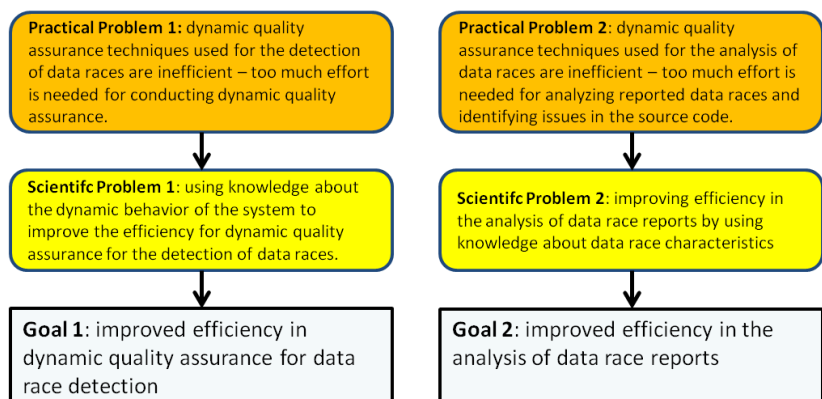 Practical Problem 1: dynamic quality
assurance techniques used for the detection
of data races are inefficient – too much effort
is needed for conducting dynamic quality
assurance.
Practical Problem 2: dynamic quality
assurance techniques used for the analysis of
data races are inefficient – too much effort is
needed for analyzing reported data races and
identifying issues in the source code.
Scientifc Problem 1: using knowledge about
the dynamic behavior of the system to
improve the efficiency for dynamic quality
assurance for the detection of data races.
Scientifc Problem 2: improving efficiency in
the analysis of data race reports by using
knowledge about data race characteristics
Goal 1: improved efficiency in
dynamic quality assurance for data
race detection
Goal 2: improved efficiency in the
analysis of data race reports